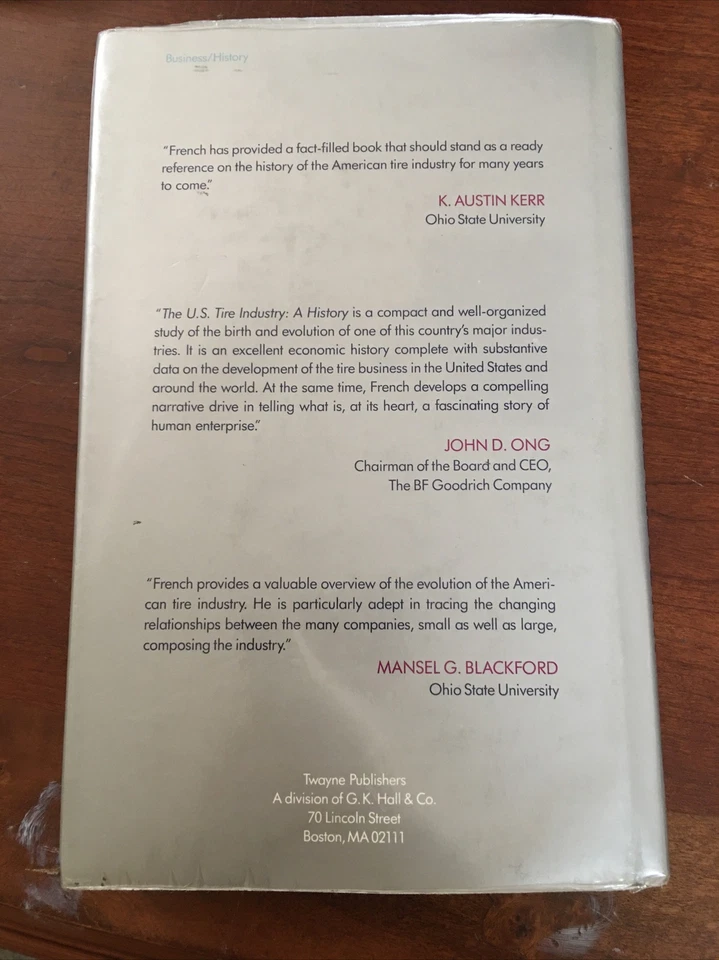 Business/History
“French has provided a fact-filled book that should stand as a ready
reference on the history of the American tire industry for many years
to come.”
K. AUSTIN KERR
Ohio State University
“The U.S. Tire Industry: A History is a compact and well-organized
study of the birth and evolution of one of this country’s major indus-
tries. It is an excellent economic history complete with substantive
data on the development of the tire business in the United States and
around the world. At the same time, French develops a compelling
narrative drive in telling what is, at its heart, a fascinating story of
human enterprise.”
JOHN D. ONG
Chairman of the Board and CEO,
The BF Goodrich Company
“French provides a valuable overview of the evolution of the Ameri-
can tire industry. He is particularly adept in tracing the changing
relationships between the many companies, small as well as large,
composing the industry.”
MANSEL G. BLACKFORD
Ohio State University
Twayne Publishers
A division of G. K. Hall & Co.
70 Lincoln Street
Boston, MA 02111